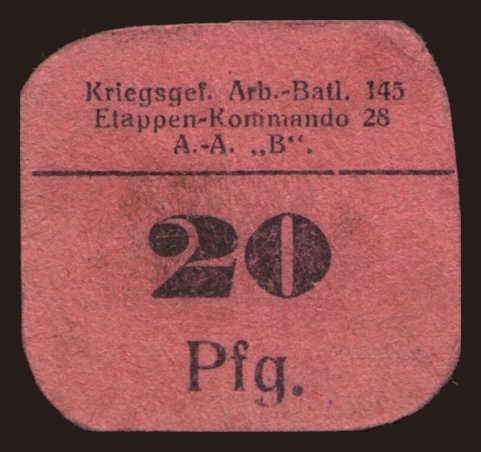 Kriegsgef. Arb.-Batl. 145
Etappen-Kommando 28
A.-A. „B“.
20
Pfg.